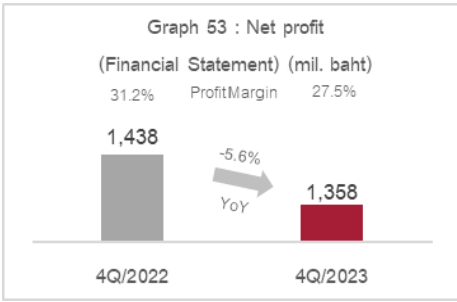 Graph 53 : Net profit
(Financial Statement) (mil. baht)
31.2% ProfitMargin 27.5%
1,438
-5.6%
1,358
YoY
4Q/2022 4Q/2023